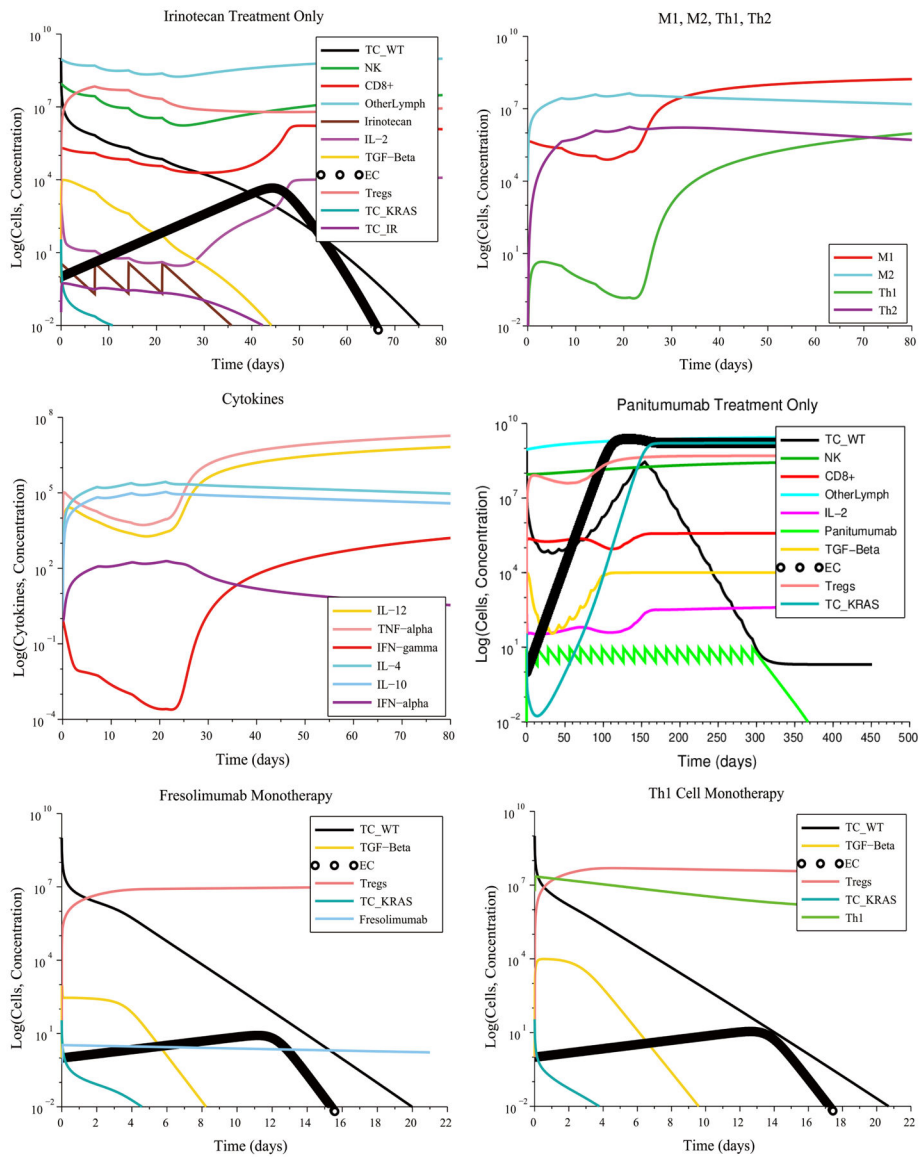 Irinotecan Treatment Only
Log(Cells, Concentration)
10^10
10^7
10^4
10^1
10^-2
0 10 20 30 40 50 60 70 80
Time (days)
TC_WT
NK
CD8+
OtherLymph
Irinotecan
IL-2
TGF-Beta
EC
Tregs
TC_KRAS
TC_IR
M1, M2, Th1, Th2
Log(Cells, Concentration)
10^10
10^7
10^4
10^1
10^-2
0 10 20 30 40 50 60 70 80
Time (days)
M1
M2
Th1
Th2
Cytokines
Log(Cytokines, Concentration)
10^8
10^5
10^2
10^-1
10^-4
0 10 20 30 40 50 60 70 80
Time (days)
IL-12
TNF-alpha
IFN-gamma
IL-4
IL-10
IFN-alpha
Panitumumab Treatment Only
Log(Cells, Concentration)
10^10
10^7
10^4
10^1
10^-2
0 50 100 150 200 250 300 350 400 450 500
Time (days)
TC_WT
NK
CD8+
OtherLymph
IL-2
Panitumumab
TGF-Beta
EC
Tregs
TC_KRAS
Fresolimumab Monotherapy
Log(Cells, Concentration)
10^10
10^7
10^4
10^1
10^-2
0 2 4 6 8 10 12 14 16 18 20 22
Time (days)
TC_WT
TGF-Beta
EC
Tregs
TC_KRAS
Fresolimumab
Th1 Cell Monotherapy
Log(Cells, Concentration)
10^10
10^7
10^4
10^1
10^-2
0 2 4 6 8 10 12 14 16 18 20 22
Time (days)
TC_WT
TGF-Beta
EC
Tregs
TC_KRAS
Th1